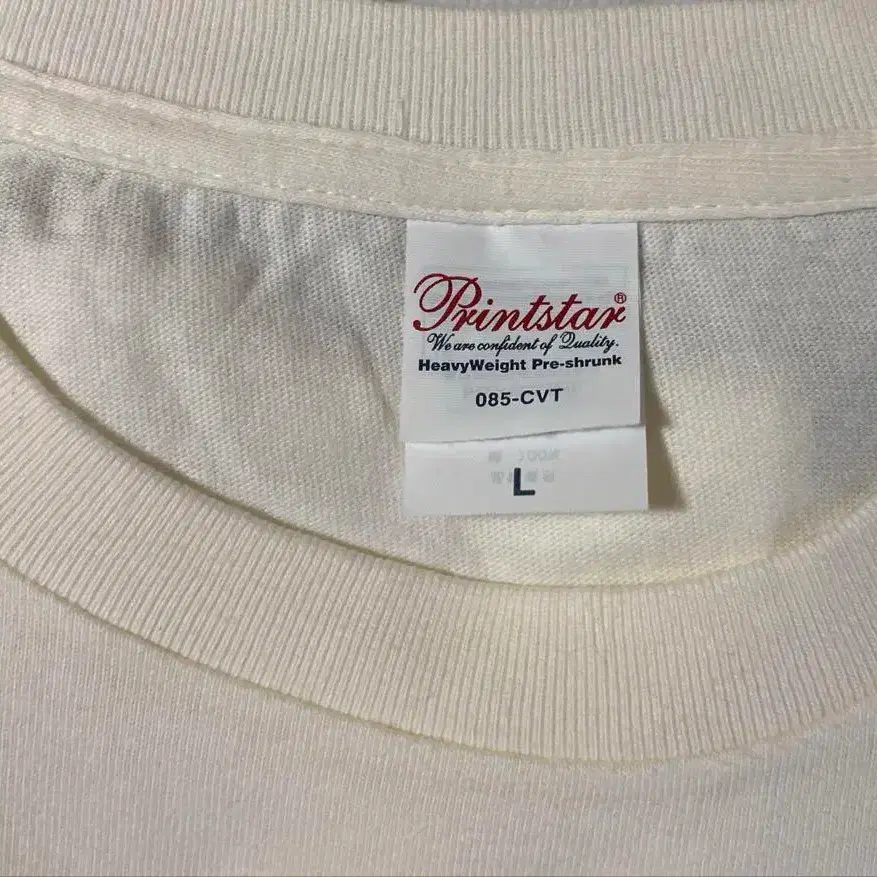 Printstar®
We are confident of Quality.
HeavyWeight Pre-shrunk
085-CVT
L